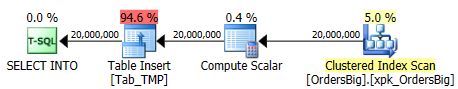 0.0 % 94.6 % 0.4 % 5.0 %
T-SQL 20,000,000 20,000,000 20,000,000
SELECT INTO Table Insert Compute Scalar Clustered Index Scan
[Tab_TMP] [OrdersBig].[xpk_OrdersBig]